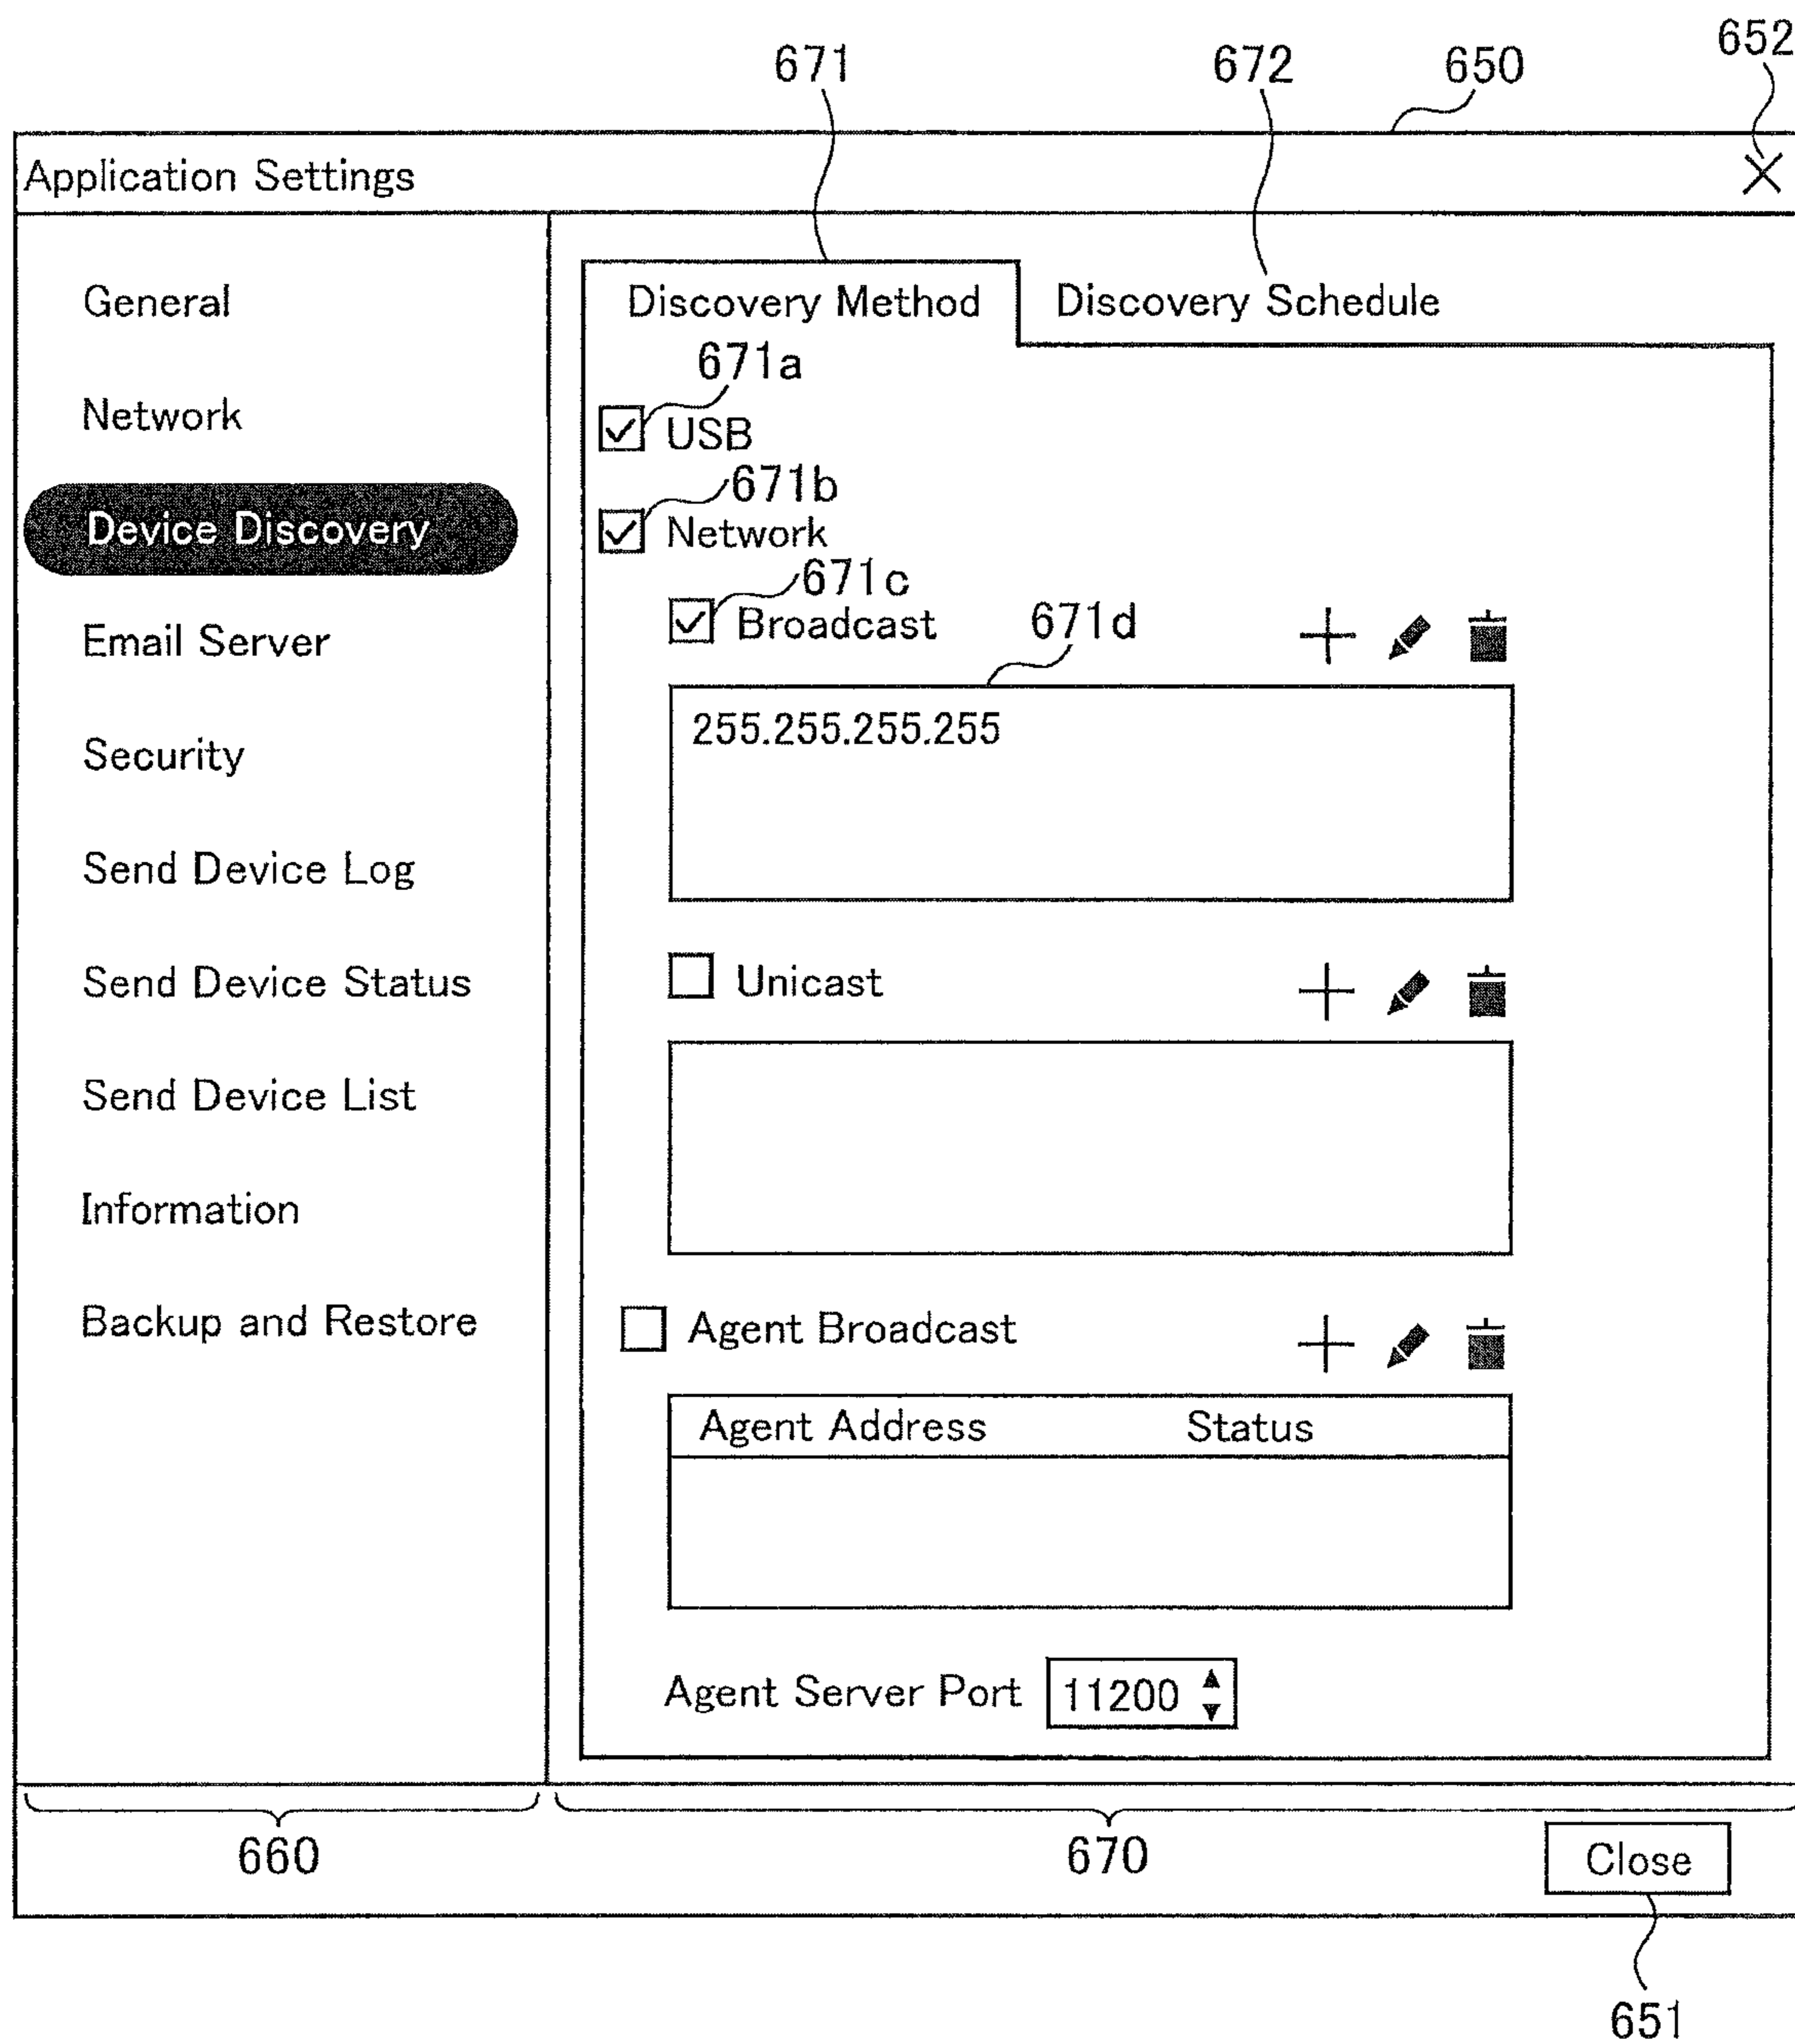 671
672
650
652
Application Settings
General
Network
Device Discovery
Email Server
Security
Send Device Log
Send Device Status
Send Device List
Information
Backup and Restore
Discovery Method
Discovery Schedule
671a
USB
671b
Network
671c
Broadcast
671d
255.255.255.255
Unicast
Agent Broadcast
Agent Address Status
Agent Server Port 11200
660
670
Close
651